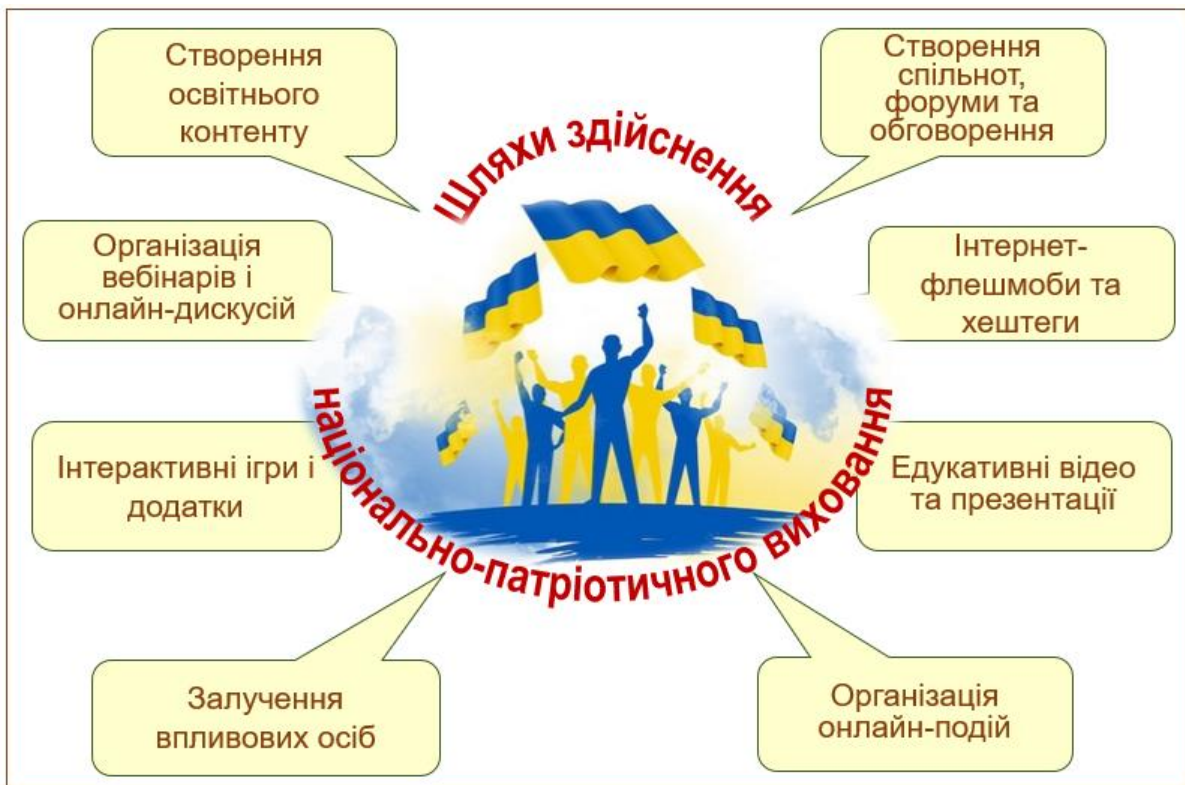 Створення
освітнього
контенту
Створення
спільнот,
форуми та
обговорення
Шляхи здійснення
Організація
вебінарів і
онлайн-дискусій
Інтернет-
флешмоби та
хештеги
Інтерактивні ігри і
додатки
Едукативні відео
та презентації
національно-патріотичного виховання
Залучення
впливових осіб
Організація
онлайн-подій